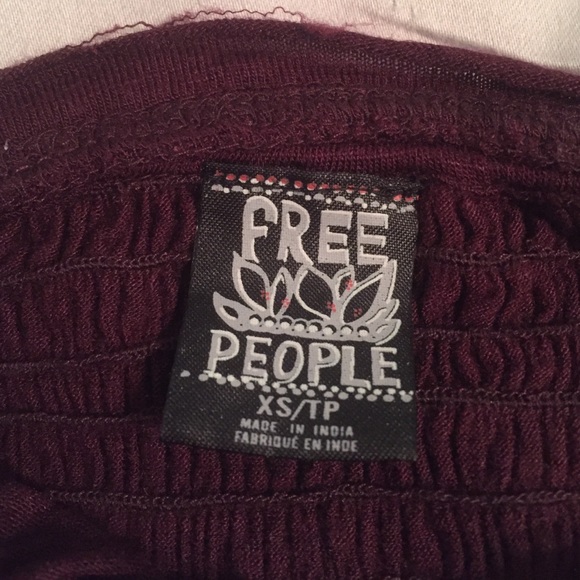 FREE
PEOPLE
XS/TP
MADE IN INDIA
FABRIQUÉ EN INDE